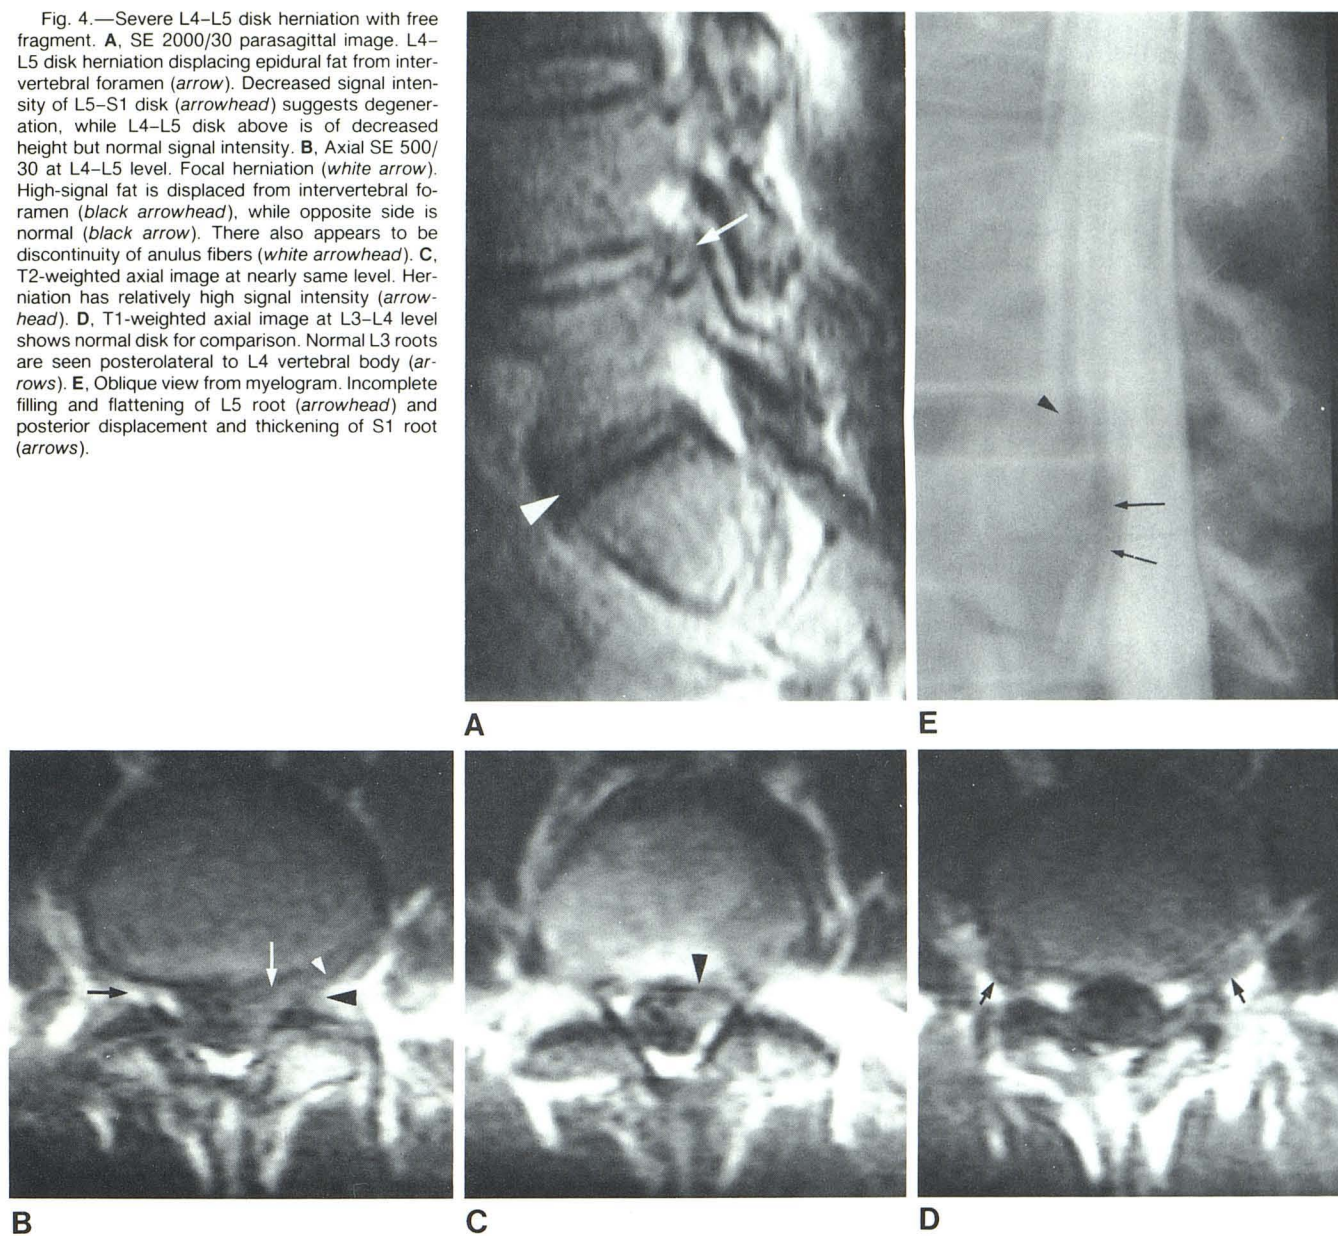 Fig. 4.—Severe L4–L5 disk herniation with free
fragment. A, SE 2000/30 parasagittal image. L4–
L5 disk herniation displacing epidural fat from inter-
vertebral foramen (arrow). Decreased signal inten-
sity of L5–S1 disk (arrowhead) suggests degener-
ation, while L4–L5 disk above is of decreased
height but normal signal intensity. B, Axial SE 500/
30 at L4–L5 level. Focal herniation (white arrow).
High-signal fat is displaced from intervertebral fo-
ramen (black arrowhead), while opposite side is
normal (black arrow). There also appears to be
discontinuity of anulus fibers (white arrowhead). C,
T2-weighted axial image at nearly same level. Her-
niation has relatively high signal intensity (arrow-
head). D, T1-weighted axial image at L3–L4 level
shows normal disk for comparison. Normal L3 roots
are seen posterolateral to L4 vertebral body (ar-
rows). E, Oblique view from myelogram. Incomplete
filling and flattening of L5 root (arrowhead) and
posterior displacement and thickening of S1 root
(arrows).
A
E
B
C
D